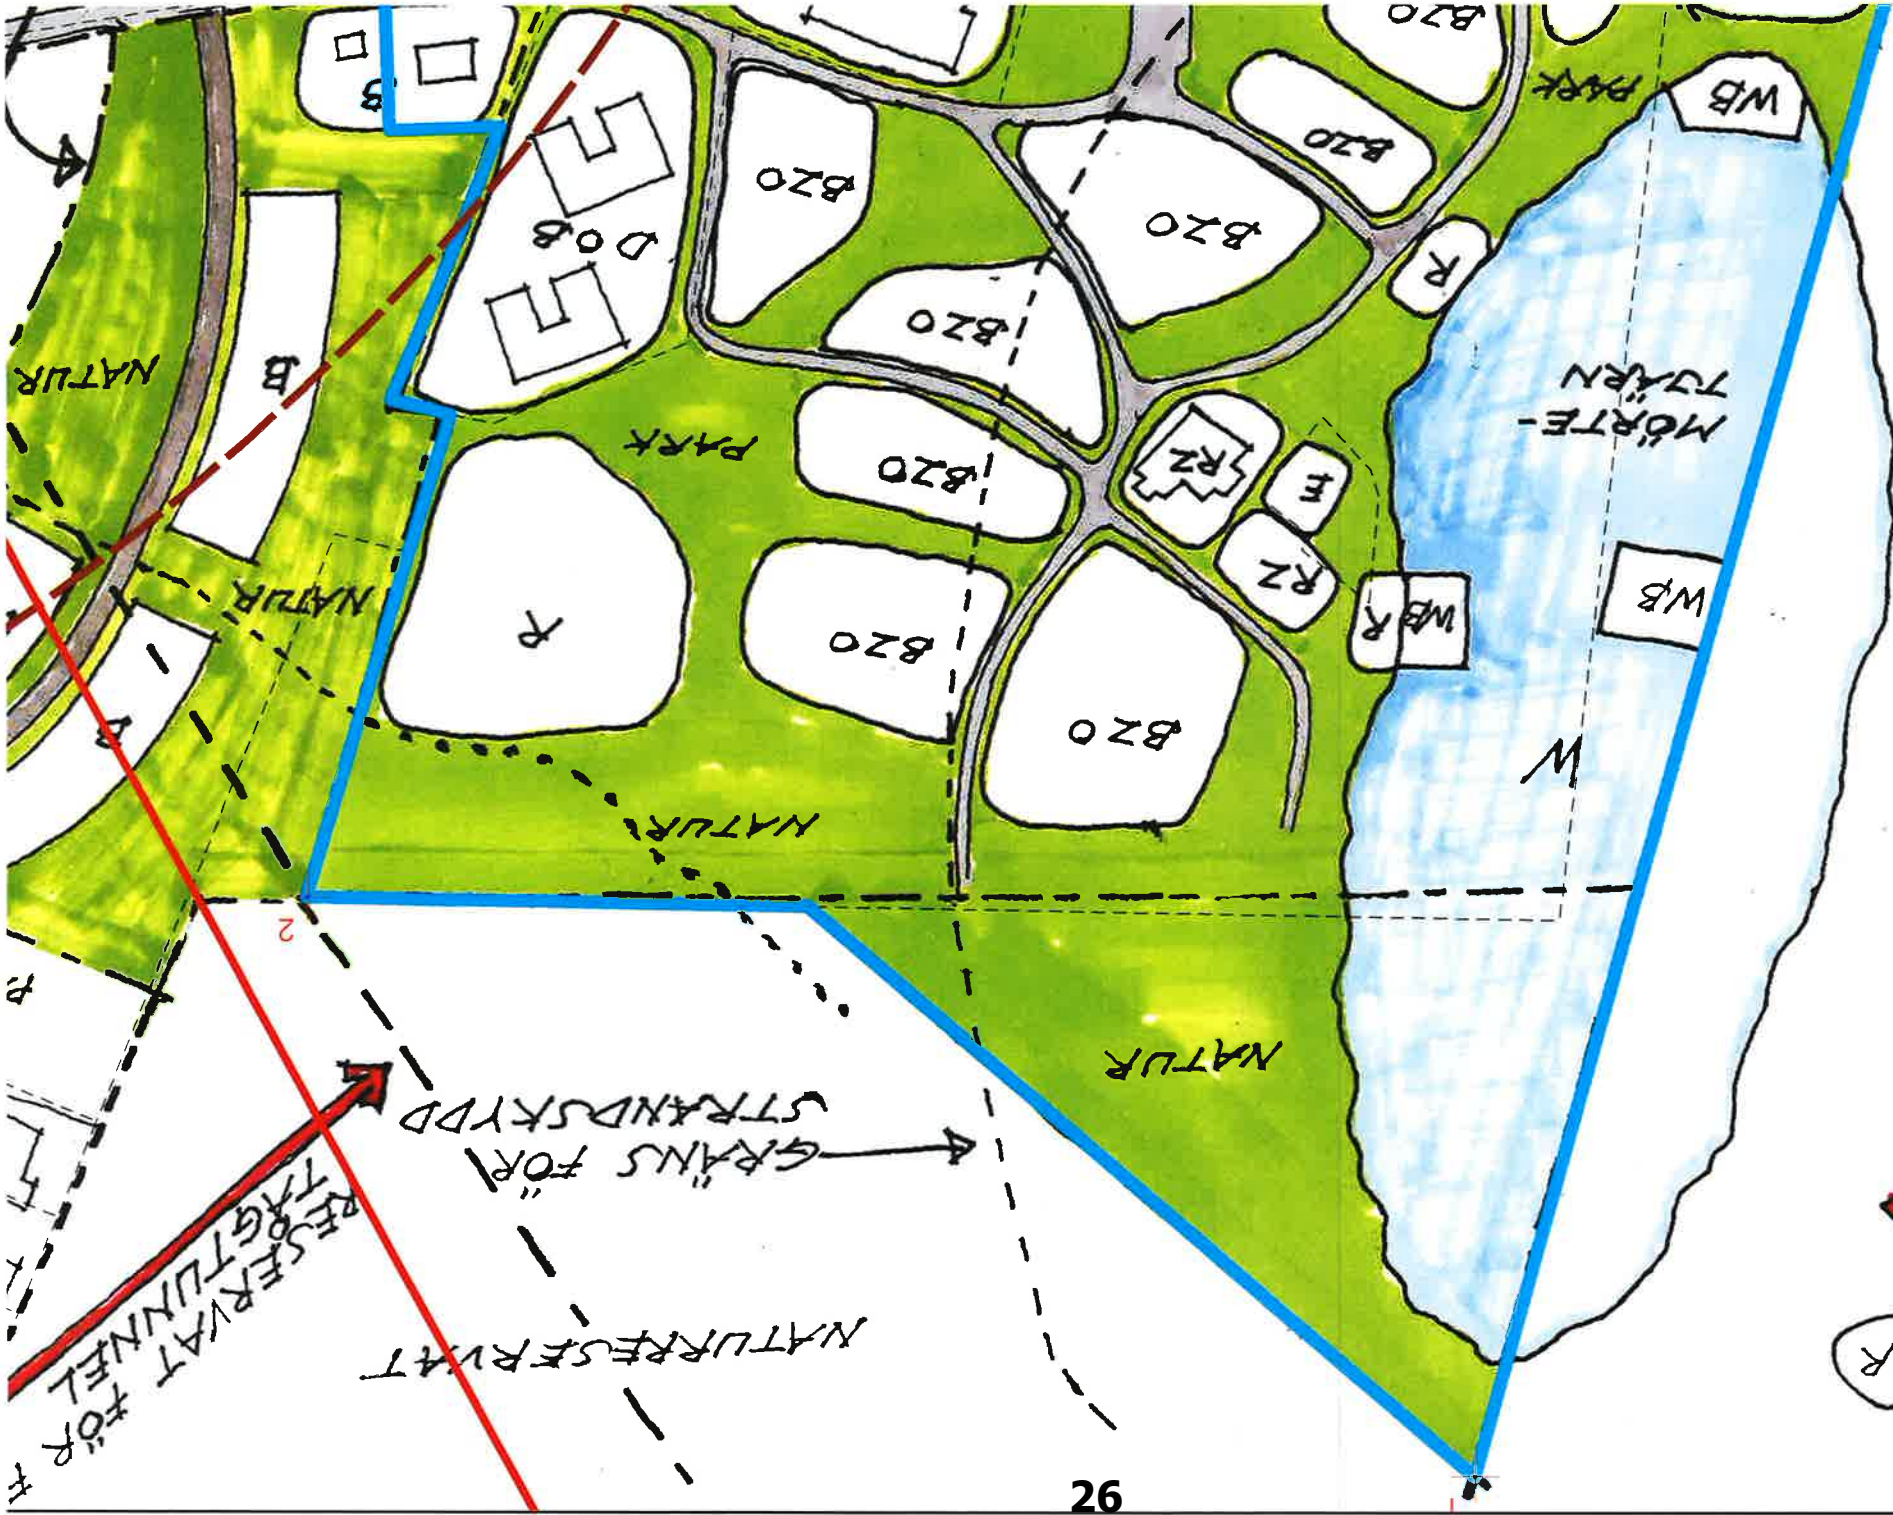 26
RESERVAT FÖR
TÅGTUNNEL
NATURRESERVAT
R
GRÄNS FÖR
STRANDSKYDD
NATUR
2
NATUR
W
BZO
B
R
BZO
R
WB
WB
NATUR
RZ
E
BZO
RZ
PARK
MÖRTE-
TJÄRN
B
NATUR
BZO
R
DOB
BZO
BZO
BZO
B
PARK
WB
BZO